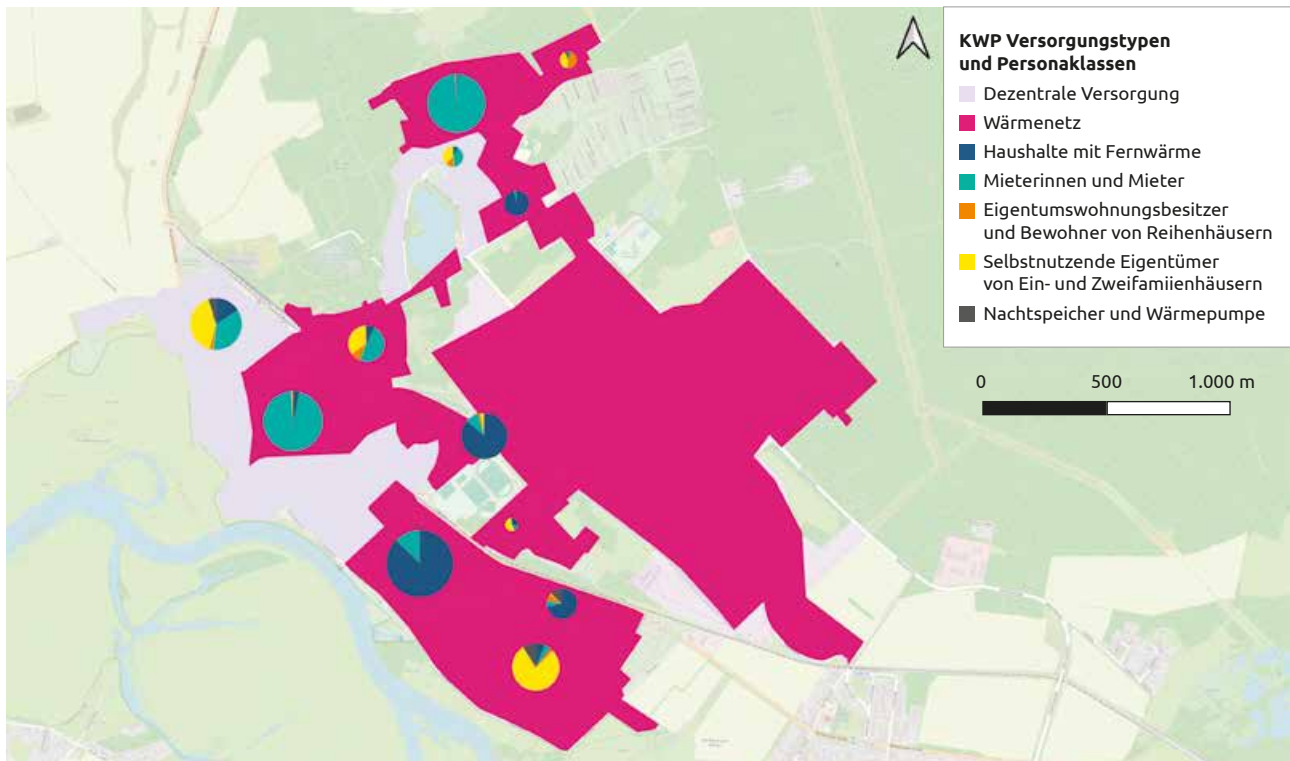 KWP Versorgungstypen
und Personaklassen
Dezentrale Versorgung
Wärmenetz
Haushalte mit Fernwärme
Mieterinnen und Mieter
Eigentumswohnungsbesitzer
und Bewohner von Reihenhäusern
Selbstnutzende Eigentümer
von Ein- und Zweifamiienhäusern
Nachtspeicher und Wärmepumpe
0 500 1.000 m